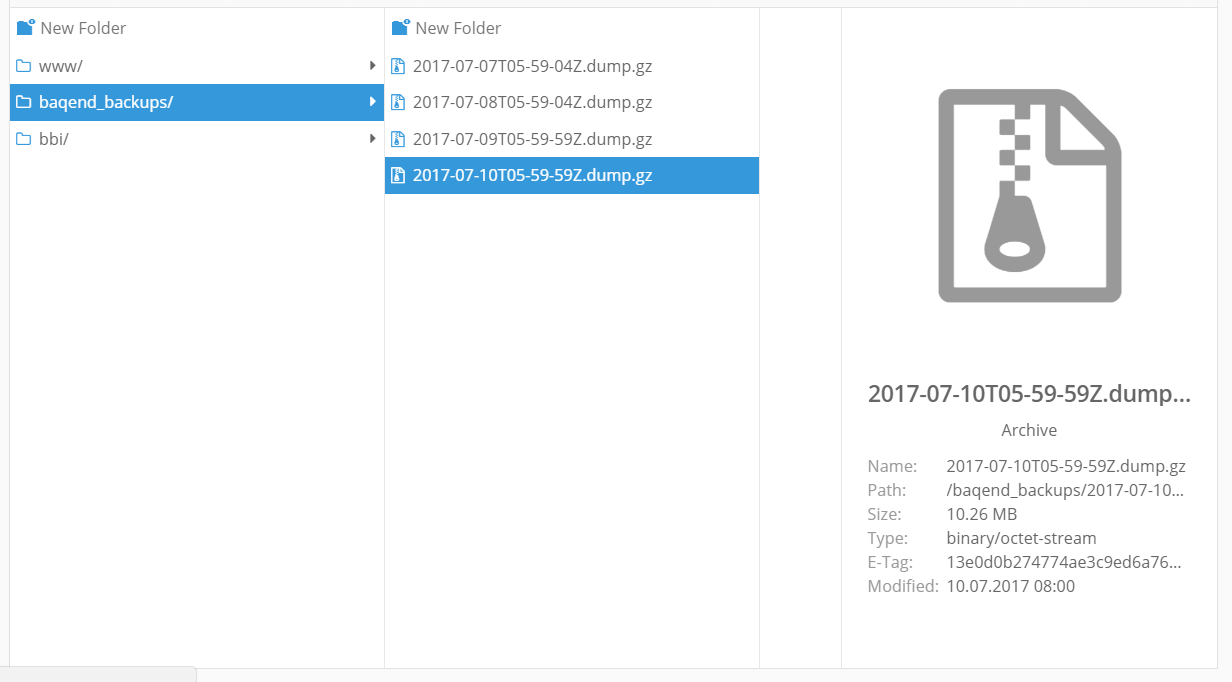 New Folder
www/
baqend_backups/
bbi/
New Folder
2017-07-07T05-59-04Z.dump.gz
2017-07-08T05-59-04Z.dump.gz
2017-07-09T05-59-59Z.dump.gz
2017-07-10T05-59-59Z.dump.gz
2017-07-10T05-59-59Z.dump...
Archive
Name: 2017-07-10T05-59-59Z.dump.gz
Path: /baqend_backups/2017-07-10...
Size: 10.26 MB
Type: binary/octet-stream
E-Tag: 13e0d0b274774ae3c9ed6a76...
Modified: 10.07.2017 08:00